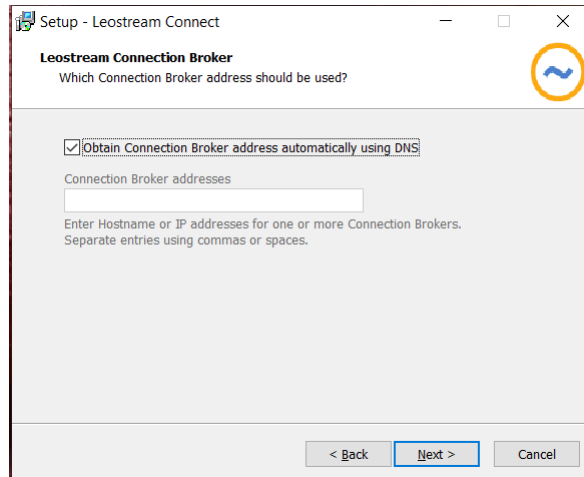 Setup - Leostream Connect
Leostream Connection Broker
Which Connection Broker address should be used?
Obtain Connection Broker address automatically using DNS
Connection Broker addresses
Enter Hostname or IP addresses for one or more Connection Brokers.
Separate entries using commas or spaces.
< Back Next > Cancel